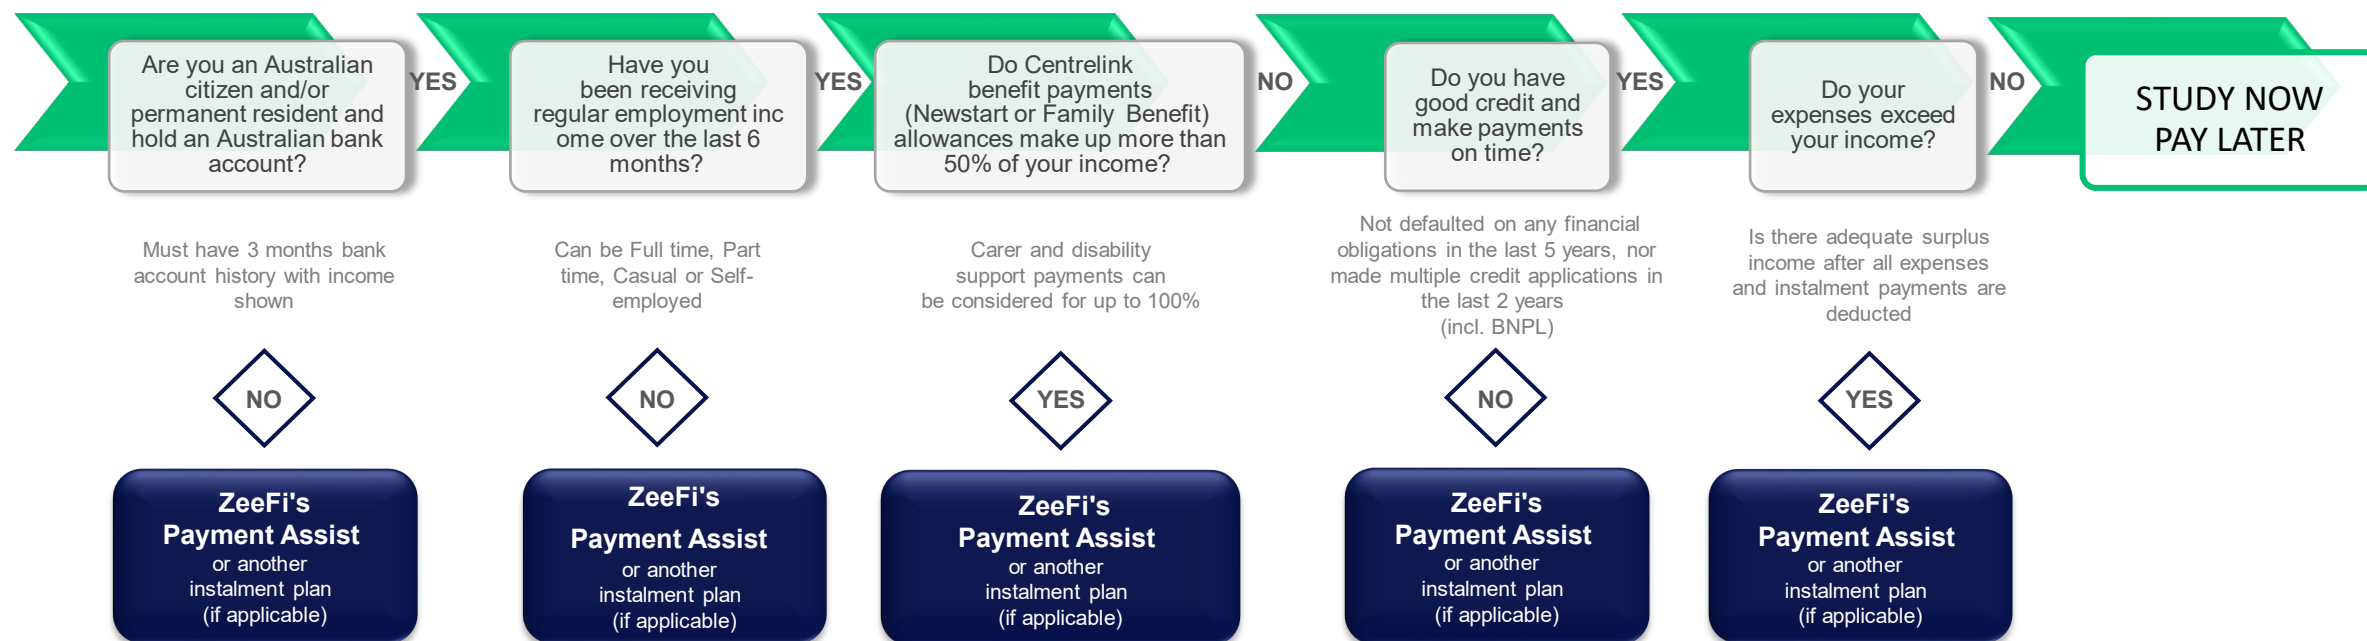 Are you an Australian
citizen and/or
permanent resident and
hold an Australian bank
account?
YES
Have you
been receiving
regular employment inc
ome over the last 6
months?
YES
Do Centrelink
benefit payments
(Newstart or Family Benefit)
allowances make up more than
50% of your income?
NO
Do you have
good credit and
make payments
on time?
YES
Do your
expenses exceed
your income?
NO
STUDY NOW
PAY LATER
Must have 3 months bank
account history with income
shown
Can be Full time, Part
time, Casual or Self-
employed
Carer and disability
support payments can
be considered for up to 100%
Not defaulted on any financial
obligations in the last 5 years, nor
made multiple credit applications in
the last 2 years
(incl. BNPL)
Is there adequate surplus
income after all expenses
and instalment payments are
deducted
NO
NO
YES
NO
YES
ZeeFi's
Payment Assist
or another
instalment plan
(if applicable)
ZeeFi's
Payment Assist
or another
instalment plan
(if applicable)
ZeeFi's
Payment Assist
or another
instalment plan
(if applicable)
ZeeFi's
Payment Assist
or another
instalment plan
(if applicable)
ZeeFi's
Payment Assist
or another
instalment plan
(if applicable)